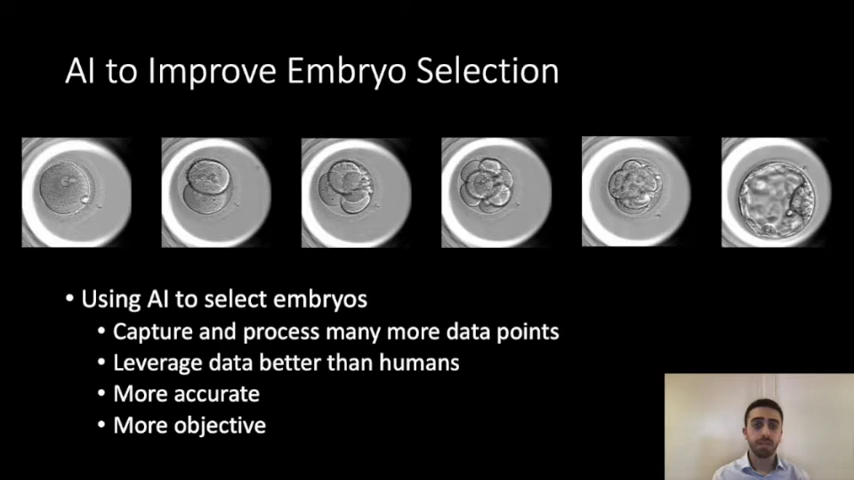 AI to Improve Embryo Selection
• Using AI to select embryos
• Capture and process many more data points
• Leverage data better than humans
• More accurate
• More objective